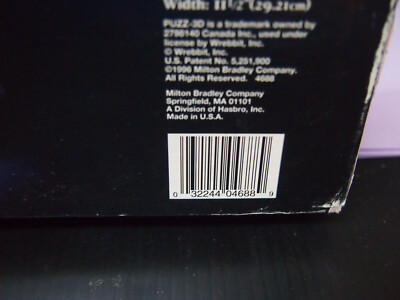 Width: 11 1/2" (29.21cm)
PUZZ-3D is a trademark owned by
2796140 Canada Inc., used under
license by Wrebbit, Inc.
© Wrebbit, Inc.
U.S. Patent No. 5,251,900
©1996 Milton Bradley Company
All Rights Reserved. 4688
Milton Bradley Company
Springfield, MA 01101
A Division of Hasbro, Inc.
Made in U.S.A.
0 32244 04688 9